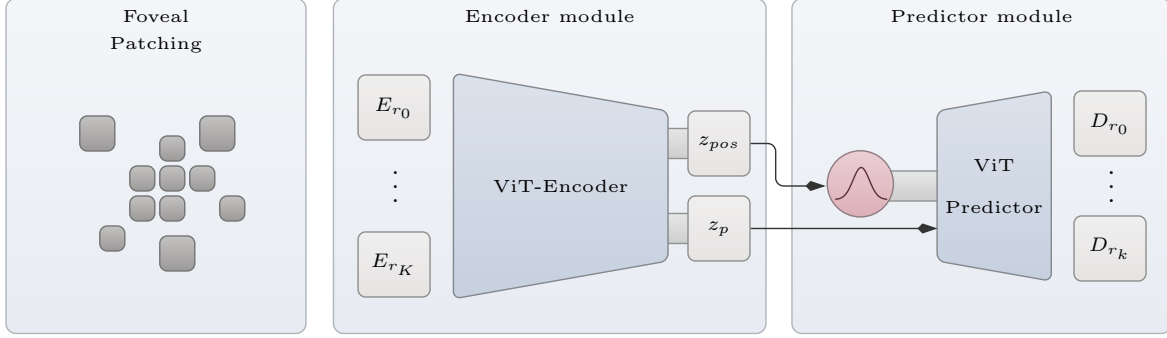 Foveal
Patching
Encoder module
E_{r_0}
⋮
E_{r_K}
ViT-Encoder
z_{pos}
z_p
Predictor module
ViT
Predictor
D_{r_0}
⋮
D_{r_k}